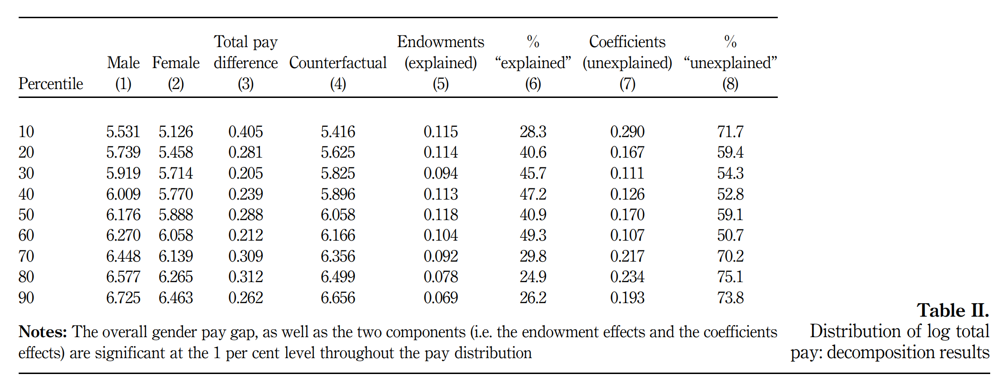 Total pay Endowments % Coefficients %
Male Female difference Counterfactual (explained) “explained” (unexplained) “unexplained”
Percentile (1) (2) (3) (4) (5) (6) (7) (8)
10 5.531 5.126 0.405 5.416 0.115 28.3 0.290 71.7
20 5.739 5.458 0.281 5.625 0.114 40.6 0.167 59.4
30 5.919 5.714 0.205 5.825 0.094 45.7 0.111 54.3
40 6.009 5.770 0.239 5.896 0.113 47.2 0.126 52.8
50 6.176 5.888 0.288 6.058 0.118 40.9 0.170 59.1
60 6.270 6.058 0.212 6.166 0.104 49.3 0.107 50.7
70 6.448 6.139 0.309 6.356 0.092 29.8 0.217 70.2
80 6.577 6.265 0.312 6.499 0.078 24.9 0.234 75.1
90 6.725 6.463 0.262 6.656 0.069 26.2 0.193 73.8
Notes: The overall gender pay gap, as well as the two components (i.e. the endowment effects and the coefficients
effects) are significant at the 1 per cent level throughout the pay distribution
Table II.
Distribution of log total
pay: decomposition results